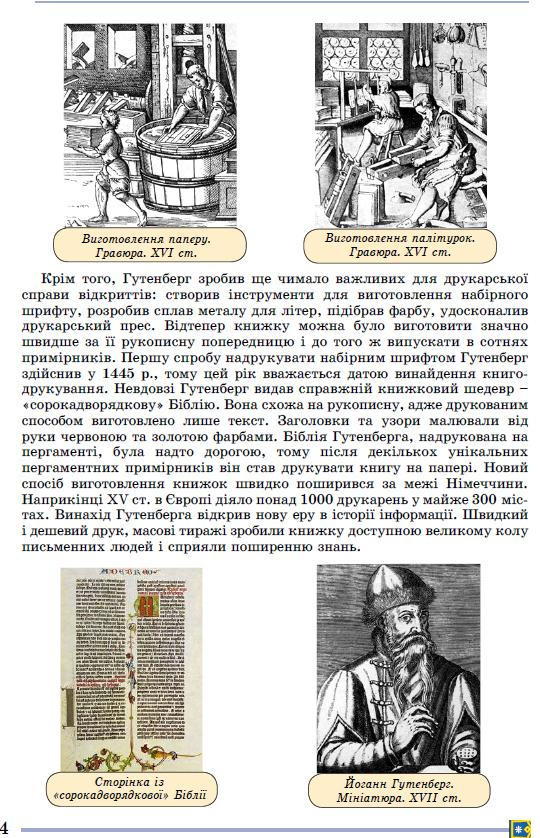 Виготовлення паперу.
Гравюра. XVI ст.
Виготовлення палітурок.
Гравюра. XVI ст.
Крім того, Гутенберг зробив ще чимало важливих для друкарської
справи відкриттів: створив інструменти для виготовлення набірного
шрифту, розробив сплав металу для літер, підібрав фарбу, удосконалив
друкарський прес. Відтепер книжку можна було виготовити значно
швидше за її рукописну попередницю і до того ж випускати в сотнях
примірників. Першу спробу надрукувати набірним шрифтом Гутенберг
здійснив у 1445 р., тому цей рік вважається датою винайдення книго-
друкування. Невдовзі Гутенберг видав справжній книжковий шедевр –
«сорокадворядкову» Біблію. Вона схожа на рукописну, адже друкованим
способом виготовлено лише текст. Заголовки та узори малювали від
руки червоною та золотою фарбами. Біблія Гутенберга, надрукована на
пергаменті, була надто дорогою, тому після декількох унікальних
пергаментних примірників він став друкувати книгу на папері. Новий
спосіб виготовлення книжок швидко поширився за межі Німеччини.
Наприкінці XV ст. в Європі діяло понад 1000 друкарень у майже 300 міс-
тах. Винахід Гутенберга відкрив нову еру в історії інформації. Швидкий
і дешевий друк, масові тиражі зробили книжку доступною великому колу
письменних людей і сприяли поширенню знань.
Сторінка із
«сорокадворядкової» Біблії
Йоганн Гутенберг.
Мініатюра. XVII ст.
4